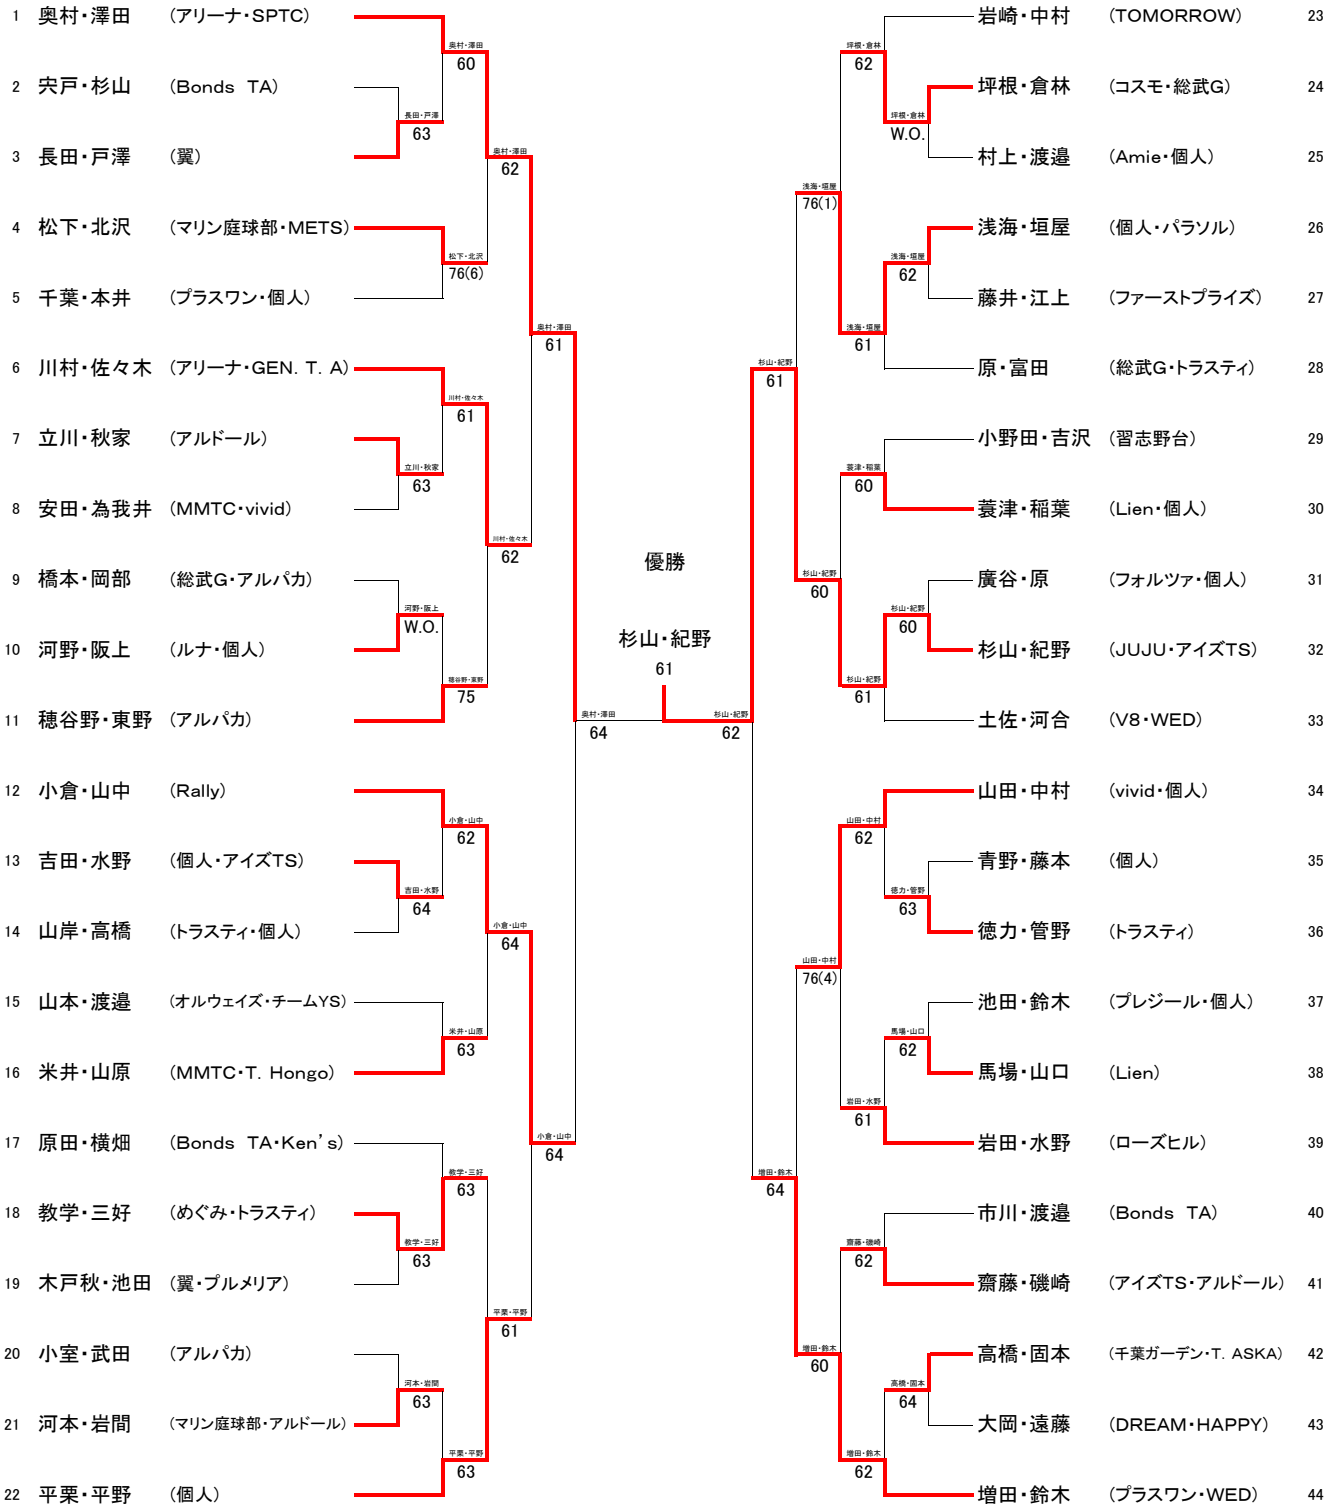 1 奥村・澤田 (アリーナ・SPTC)
奥村・澤田
60
2 宍戸・杉山 (Bonds TA)
長田・戸澤
63
3 長田・戸澤 (翼)
奥村・澤田
62
4 松下・北沢 (マリン庭球部・METS)
松下・北沢
76(6)
5 千葉・本井 (プラスワン・個人)
奥村・澤田
61
6 川村・佐々木 (アリーナ・GEN. T. A)
川村・佐々木
61
7 立川・秋家 (アルドール)
立川・秋家
63
8 安田・為我井 (MMTC・vivid)
川村・佐々木
62
9 橋本・岡部 (総武G・アルパカ)
河野・阪上
W.O.
10 河野・阪上 (ルナ・個人)
穂谷野・東野
75
11 穂谷野・東野 (アルパカ)
奥村・澤田
64
12 小倉・山中 (Rally)
小倉・山中
62
13 吉田・水野 (個人・アイズTS)
吉田・水野
64
14 山岸・高橋 (トラスティ・個人)
小倉・山中
64
15 山本・渡邉 (オルウェイズ・チームYS)
米井・山原
63
16 米井・山原 (MMTC・T. Hongo)
小倉・山中
64
17 原田・横畑 (Bonds TA・Ken's)
教学・三好
63
18 教学・三好 (めぐみ・トラスティ)
教学・三好
63
19 木戸秋・池田 (翼・プルメリア)
平栗・平野
61
20 小室・武田 (アルパカ)
河本・岩間
63
21 河本・岩間 (マリン庭球部・アルドール)
平栗・平野
63
22 平栗・平野 (個人)
優勝
杉山・紀野
61
岩崎・中村 (TOMORROW) 23
坪根・倉林
62
坪根・倉林 (コスモ・総武G) 24
坪根・倉林
W.O.
村上・渡邉 (Amie・個人) 25
浅海・垣屋
76(1)
浅海・垣屋 (個人・パラソル) 26
浅海・垣屋
62
藤井・江上 (ファーストプライズ) 27
浅海・垣屋
61
原・富田 (総武G・トラスティ) 28
杉山・紀野
61
小野田・吉沢 (習志野台) 29
蓑津・稲葉
60
蓑津・稲葉 (Lien・個人) 30
杉山・紀野
60
廣谷・原 (フォルツァ・個人) 31
杉山・紀野
60
杉山・紀野 (JUJU・アイズTS) 32
杉山・紀野
61
土佐・河合 (V8・WED) 33
杉山・紀野
62
山田・中村 (vivid・個人) 34
山田・中村
62
青野・藤本 (個人) 35
徳力・管野
63
徳力・管野 (トラスティ) 36
山田・中村
76(4)
池田・鈴木 (プレジール・個人) 37
馬場・山口
62
馬場・山口 (Lien) 38
岩田・水野
61
岩田・水野 (ローズヒル) 39
増田・鈴木
64
市川・渡邉 (Bonds TA) 40
齋藤・磯崎
62
齋藤・磯崎 (アイズTS・アルドール) 41
増田・鈴木
60
高橋・固本 (千葉ガーデン・T. ASKA) 42
高橋・固本
64
大岡・遠藤 (DREAM・HAPPY) 43
増田・鈴木
62
増田・鈴木 (プラスワン・WED) 44